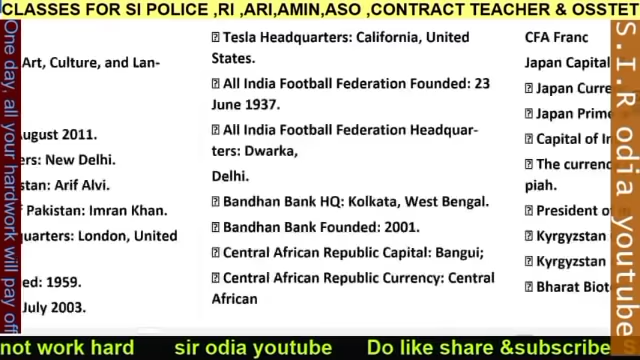 CLASSES FOR SI POLICE ,RI ,ARI,AMIN,ASO ,CONTRACT TEACHER & OSSTET
One day, all your hardwork will pay off
Art, Culture, and Lan-
August 2011.
ers: New Delhi.
stan: Arif Alvi.
f Pakistan: Imran Khan.
quarters: London, United
ed: 1959.
July 2003.
Tesla Headquarters: California, United
States.
All India Football Federation Founded: 23
June 1937.
All India Football Federation Headquar-
ters: Dwarka,
Delhi.
Bandhan Bank HQ: Kolkata, West Bengal.
Bandhan Bank Founded: 2001.
Central African Republic Capital: Bangui;
Central African Republic Currency: Central
African
CFA Franc
Japan Capital
Japan Curre
Japan Prime
Capital of In
The currenc
piah.
President of
Kyrgyzstan
Kyrgyzstan
Bharat Biot
S.I.R odia youtube
not work hard sir odia youtube Do like share &subscribe S